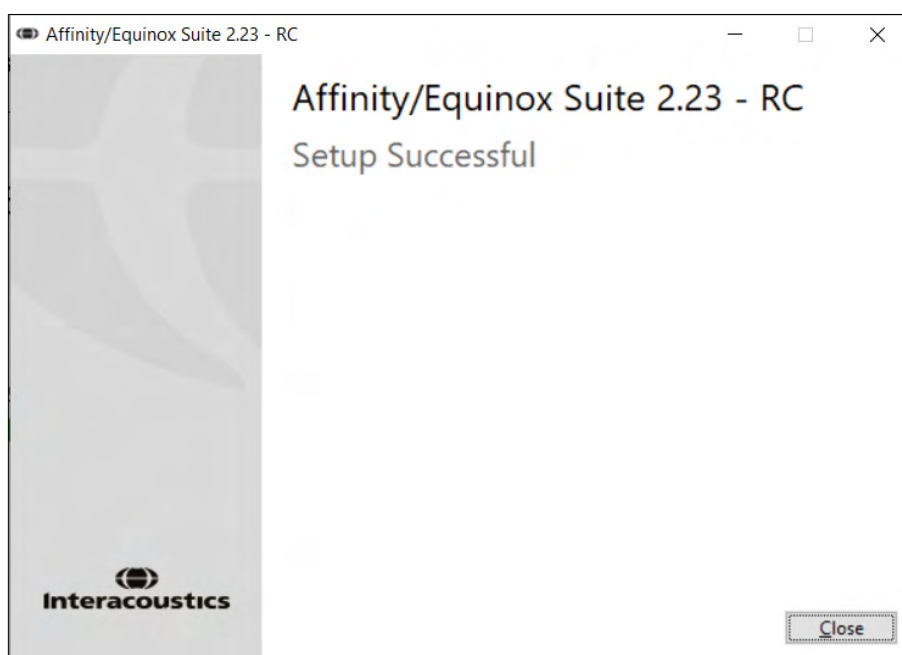 Affinity/Equinox Suite 2.23 - RC
Affinity/Equinox Suite 2.23 - RC
Setup Successful
Interacoustics
Close